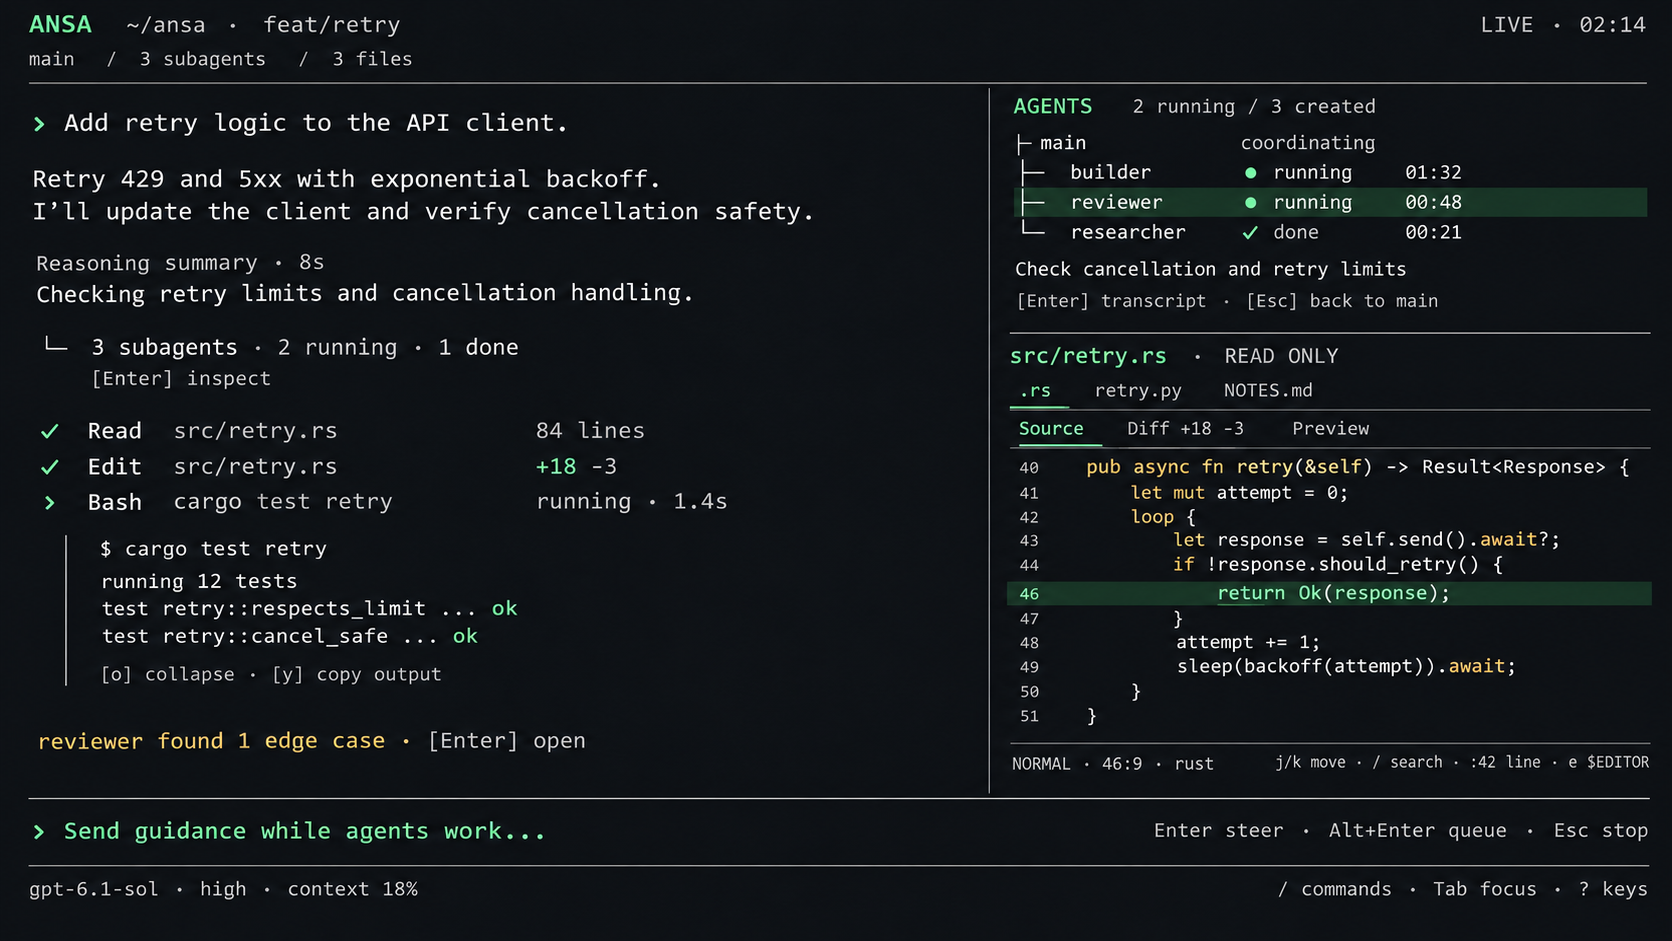 ANSA ~/ansa · feat/retry LIVE · 02:14
main / 3 subagents / 3 files
› Add retry logic to the API client.
Retry 429 and 5xx with exponential backoff.
I’ll update the client and verify cancellation safety.
Reasoning summary · 8s
Checking retry limits and cancellation handling.
└─ 3 subagents · 2 running · 1 done
[Enter] inspect
✓ Read src/retry.rs 84 lines
✓ Edit src/retry.rs +18 -3
› Bash cargo test retry running · 1.4s
$ cargo test retry
running 12 tests
test retry::respects_limit ... ok
test retry::cancel_safe ... ok
[o] collapse · [y] copy output
reviewer found 1 edge case · [Enter] open
AGENTS 2 running / 3 created
├─ main coordinating
├─ builder ● running 01:32
├─ reviewer ● running 00:48
└─ researcher ✓ done 00:21
Check cancellation and retry limits
[Enter] transcript · [Esc] back to main
src/retry.rs · READ ONLY
.rs retry.py NOTES.md
Source Diff +18 -3 Preview
40 pub async fn retry(&self) -> Result<Response> {
41 let mut attempt = 0;
42 loop {
43 let response = self.send().await?;
44 if !response.should_retry() {
46 return Ok(response);
47 }
48 attempt += 1;
49 sleep(backoff(attempt)).await;
50 }
51 }
NORMAL · 46:9 · rust j/k move · / search · :42 line · e $EDITOR
› Send guidance while agents work... Enter steer · Alt+Enter queue · Esc stop
gpt-6.1-sol · high · context 18% / commands · Tab focus · ? keys